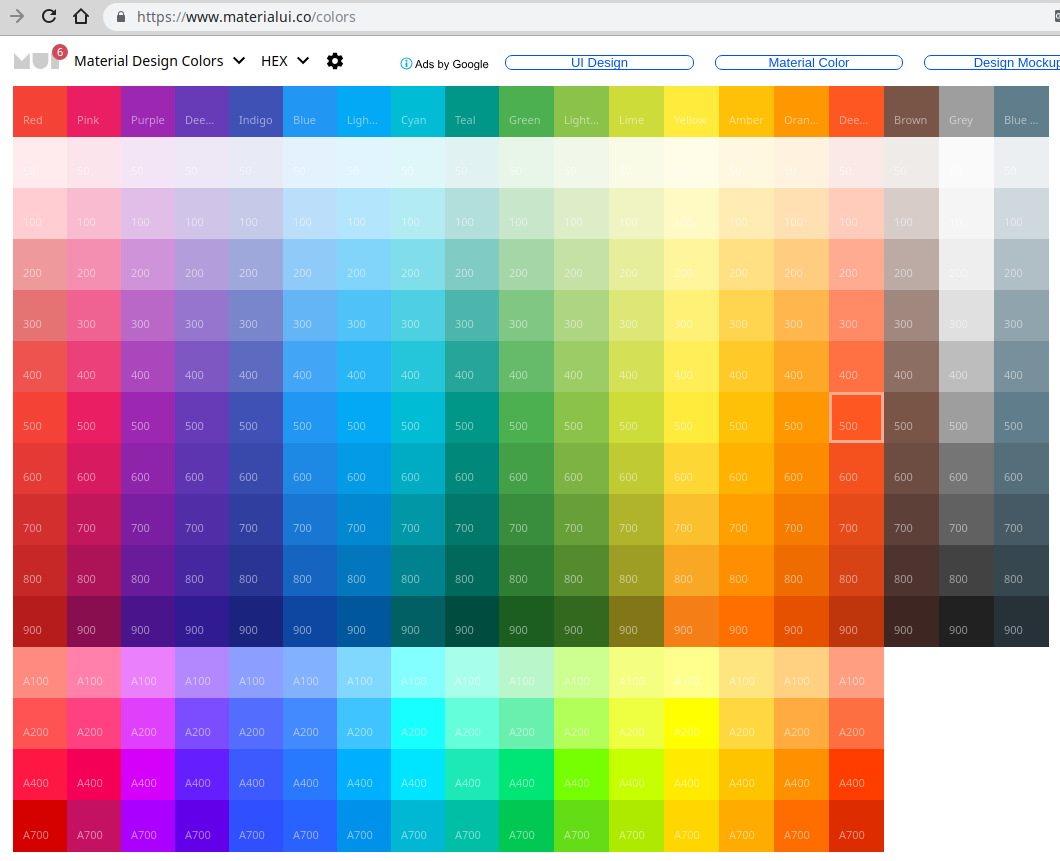 https://www.materialui.co/colors
MUI 6 Material Design Colors HEX Ads by Google UI Design Material Color Design Mockup
Red Pink Purple Dee... Indigo Blue Ligh... Cyan Teal Green Light... Lime Yellow Amber Oran... Dee... Brown Grey Blue ...
50 50 50 50 50 50 50 50 50 50 50 50 50 50 50 50 50 50
100 100 100 100 100 100 100 100 100 100 100 100 100 100 100 100 100 100 100
200 200 200 200 200 200 200 200 200 200 200 200 200 200 200 200 200 200 200
300 300 300 300 300 300 300 300 300 300 300 300 300 300 300 300 300 300 300
400 400 400 400 400 400 400 400 400 400 400 400 400 400 400 400 400 400 400
500 500 500 500 500 500 500 500 500 500 500 500 500 500 500 500 500 500 500
600 600 600 600 600 600 600 600 600 600 600 600 600 600 600 600 600 600 600
700 700 700 700 700 700 700 700 700 700 700 700 700 700 700 700 700 700 700
800 800 800 800 800 800 800 800 800 800 800 800 800 800 800 800 800 800 800
900 900 900 900 900 900 900 900 900 900 900 900 900 900 900 900 900 900 900
A100 A100 A100 A100 A100 A100 A100 A100 A100 A100 A100 A100 A100 A100 A100 A100
A200 A200 A200 A200 A200 A200 A200 A200 A200 A200 A200 A200 A200 A200 A200 A200
A400 A400 A400 A400 A400 A400 A400 A400 A400 A400 A400 A400 A400 A400 A400 A400
A700 A700 A700 A700 A700 A700 A700 A700 A700 A700 A700 A700 A700 A700 A700 A700